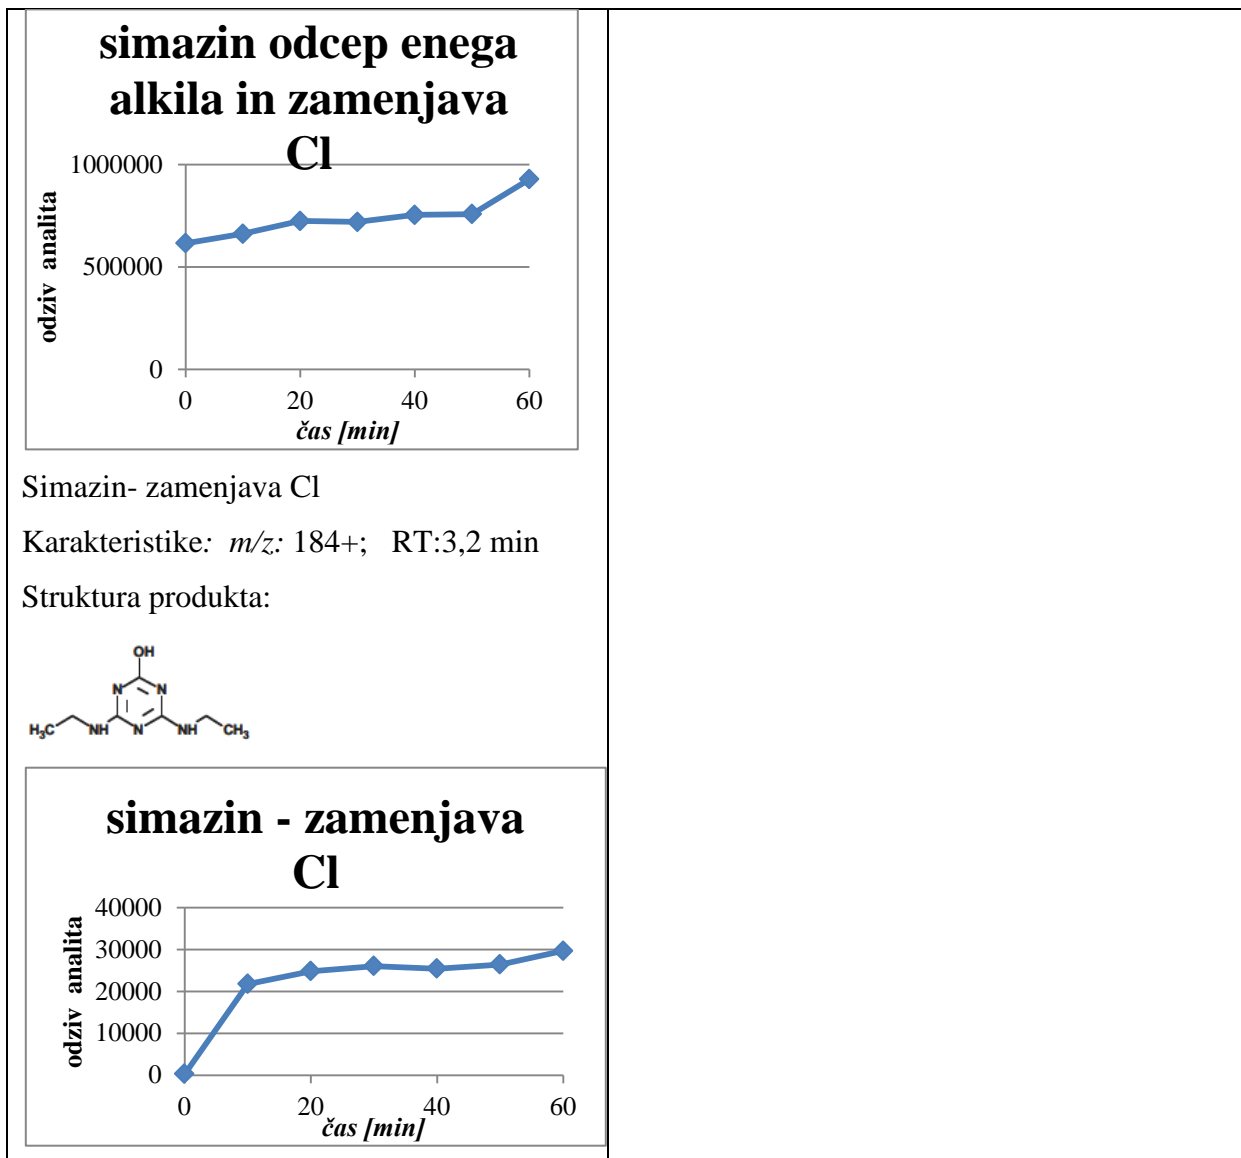 simazin odcep enega
alkila in zamenjava
Cl
1000000
500000
0
odziv analita
0 20 40 60
čas [min]
Simazin- zamenjava Cl
Karakteristike: m/z: 184+; RT:3,2 min
Struktura produkta:
OH
N N
H₃C NH N NH CH₃
simazin - zamenjava
Cl
40000
30000
20000
10000
0
odziv analita
0 20 40 60
čas [min]